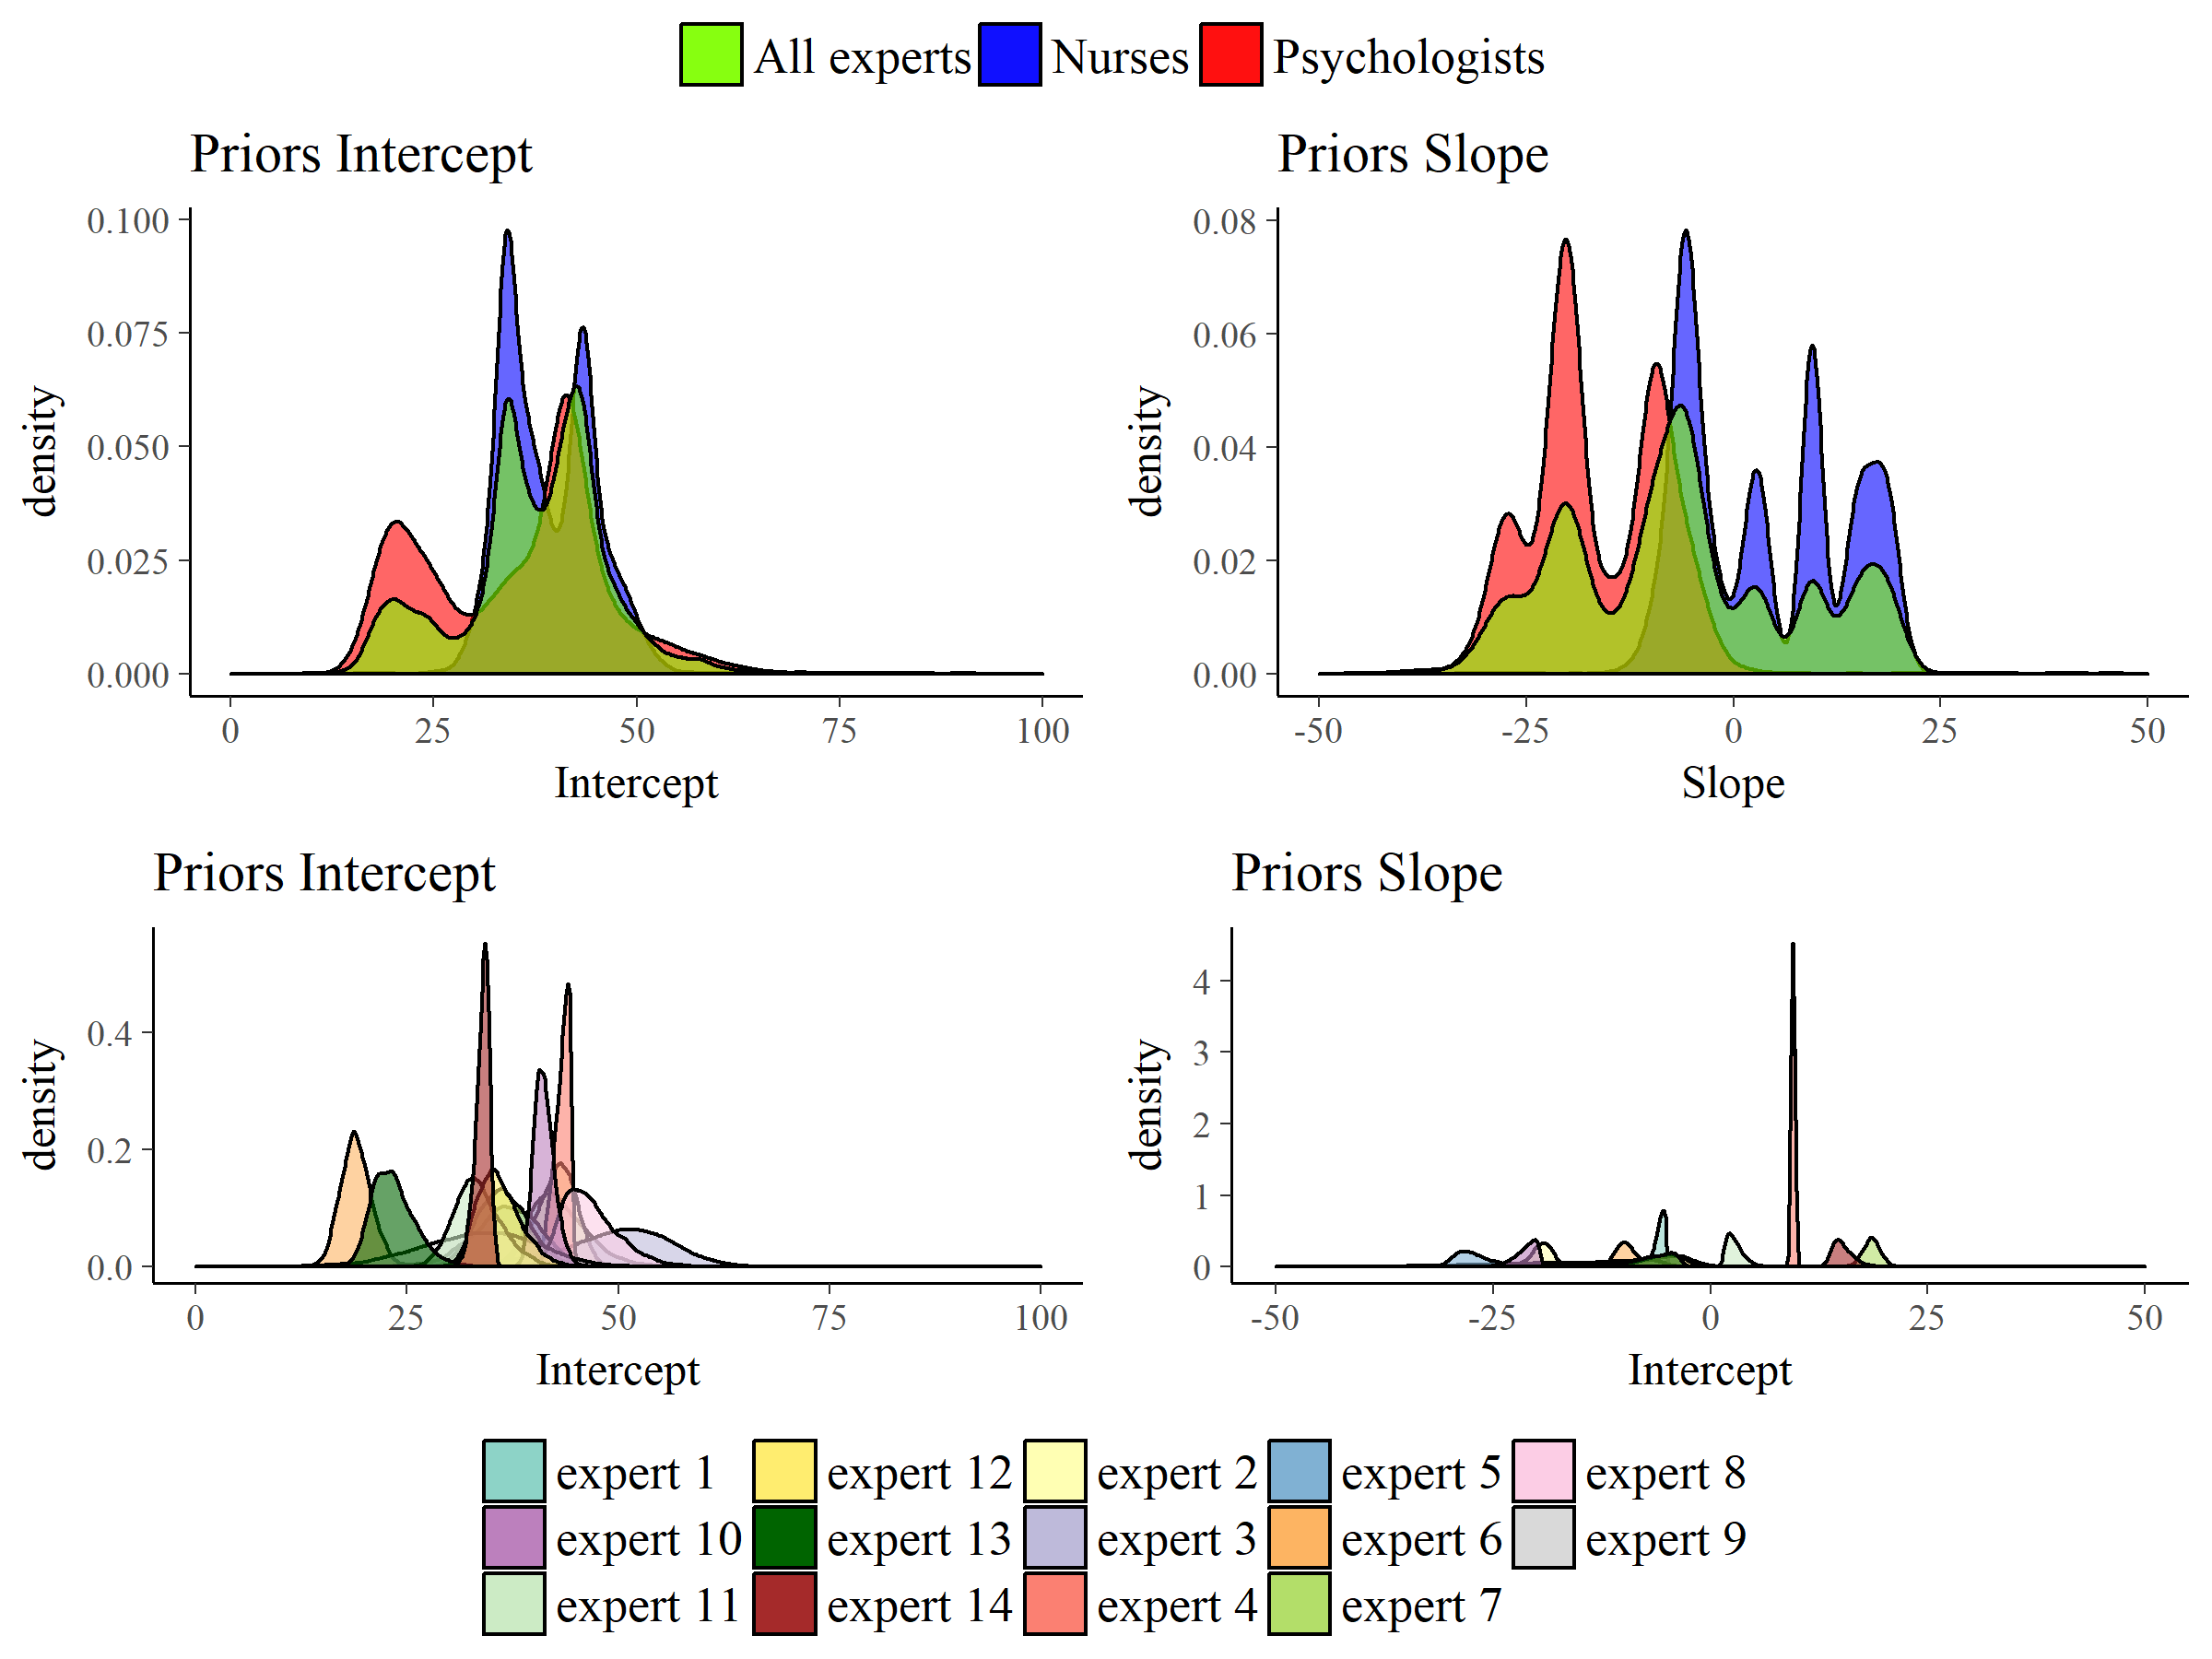 All experts Nurses Psychologists
Priors Intercept
0.100
0.075
0.050
0.025
0.000
density
0 25 50 75 100
Intercept
Priors Slope
0.08
0.06
0.04
0.02
0.00
density
-50 -25 0 25 50
Slope
Priors Intercept
0.4
0.2
0.0
density
0 25 50 75 100
Intercept
Priors Slope
4
3
2
1
0
density
-50 -25 0 25 50
Intercept
expert 1 expert 12 expert 2 expert 5 expert 8
expert 10 expert 13 expert 3 expert 6 expert 9
expert 11 expert 14 expert 4 expert 7